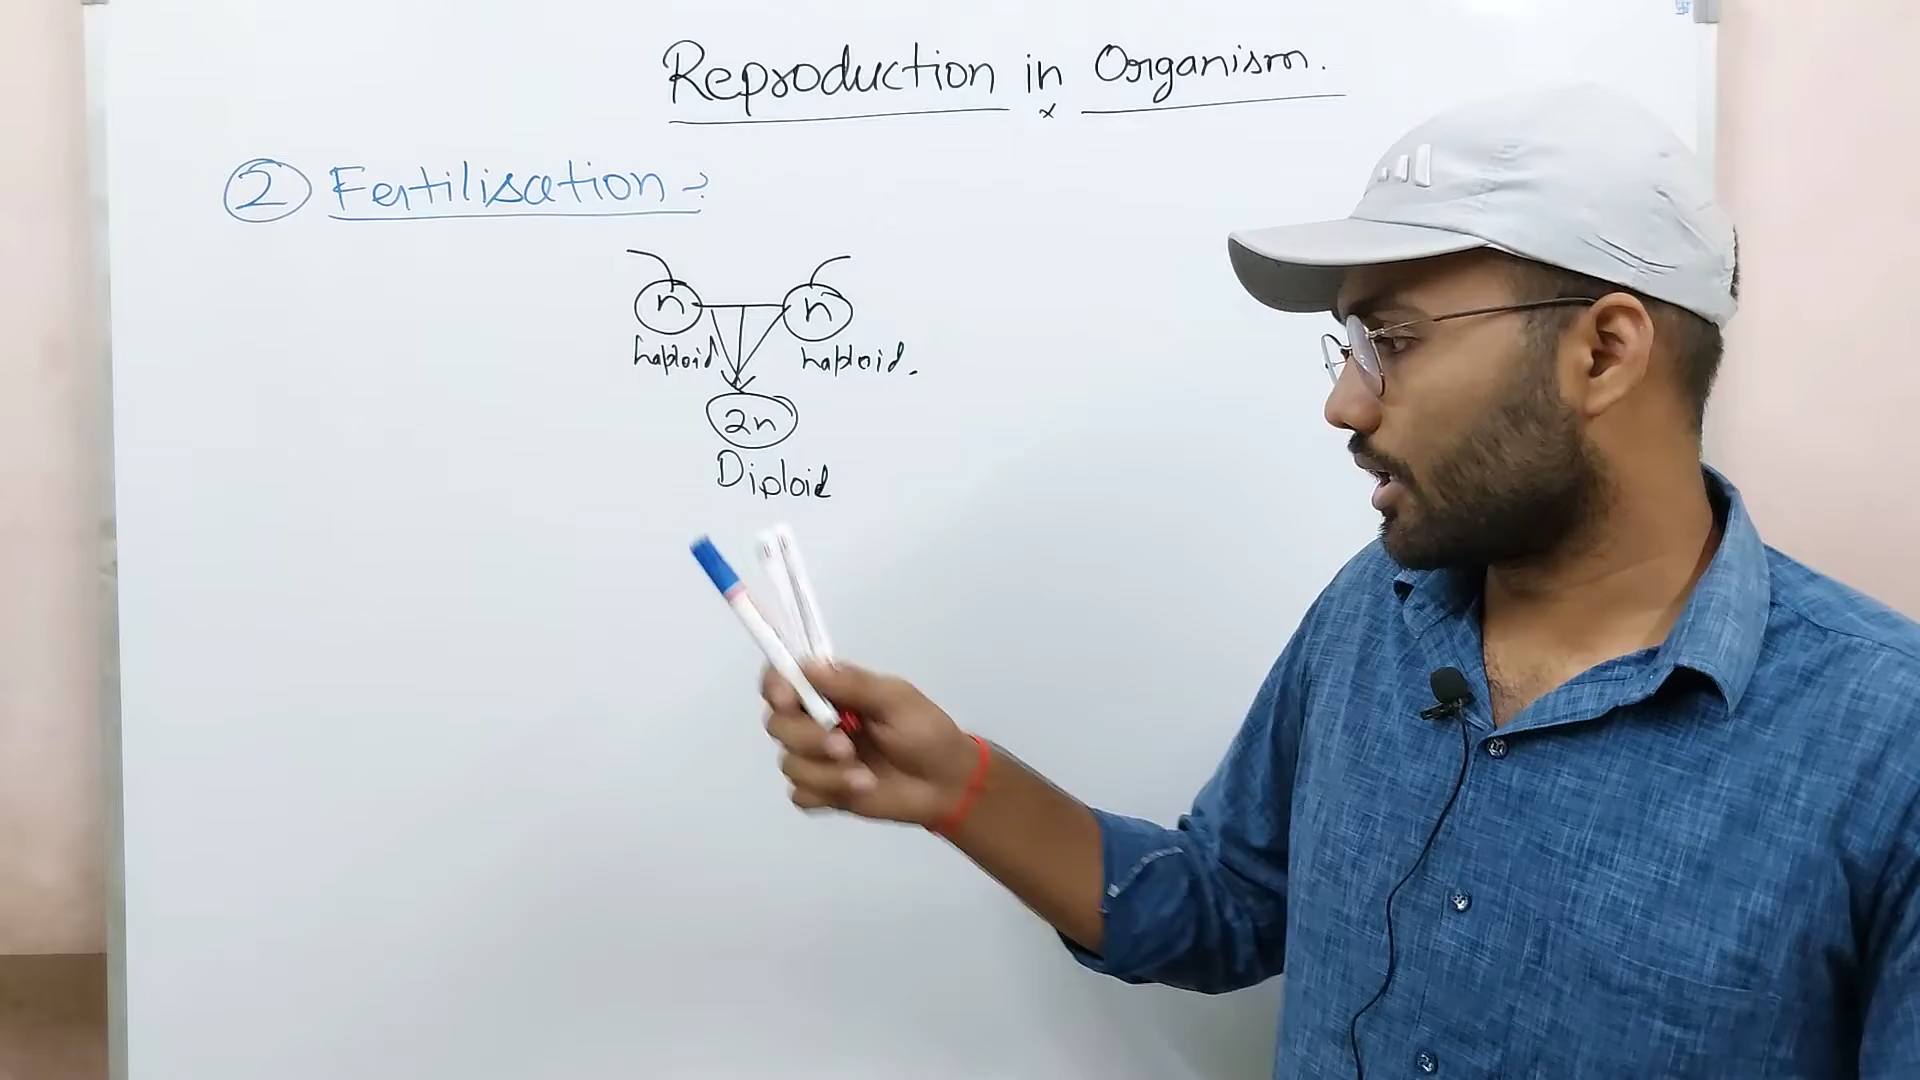 Reproduction in Organism.
x
② Fertilisation :
n n
haploid haploid.
2n
Diploid